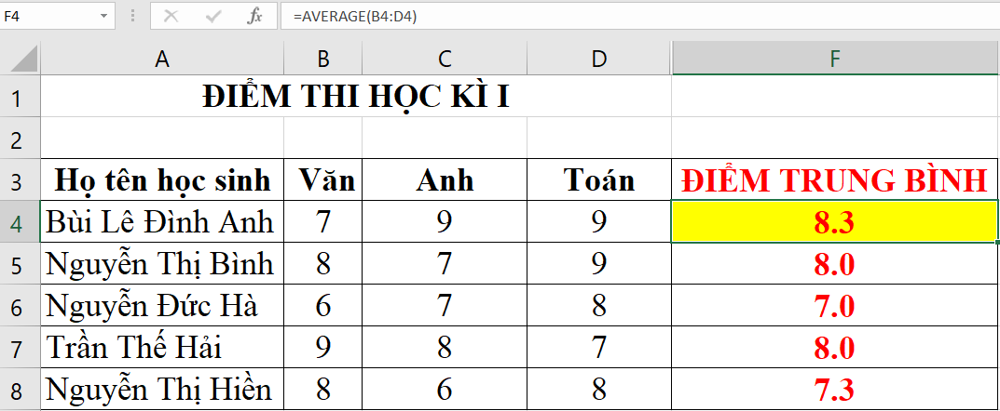 F4 fx =AVERAGE(B4:D4)
A B C D F
1 ĐIỂM THI HỌC KÌ I
2
3 Họ tên học sinh Văn Anh Toán ĐIỂM TRUNG BÌNH
4 Bùi Lê Đình Anh 7 9 9 8.3
5 Nguyễn Thị Bình 8 7 9 8.0
6 Nguyễn Đức Hà 6 7 8 7.0
7 Trần Thế Hải 9 8 7 8.0
8 Nguyễn Thị Hiền 8 6 8 7.3